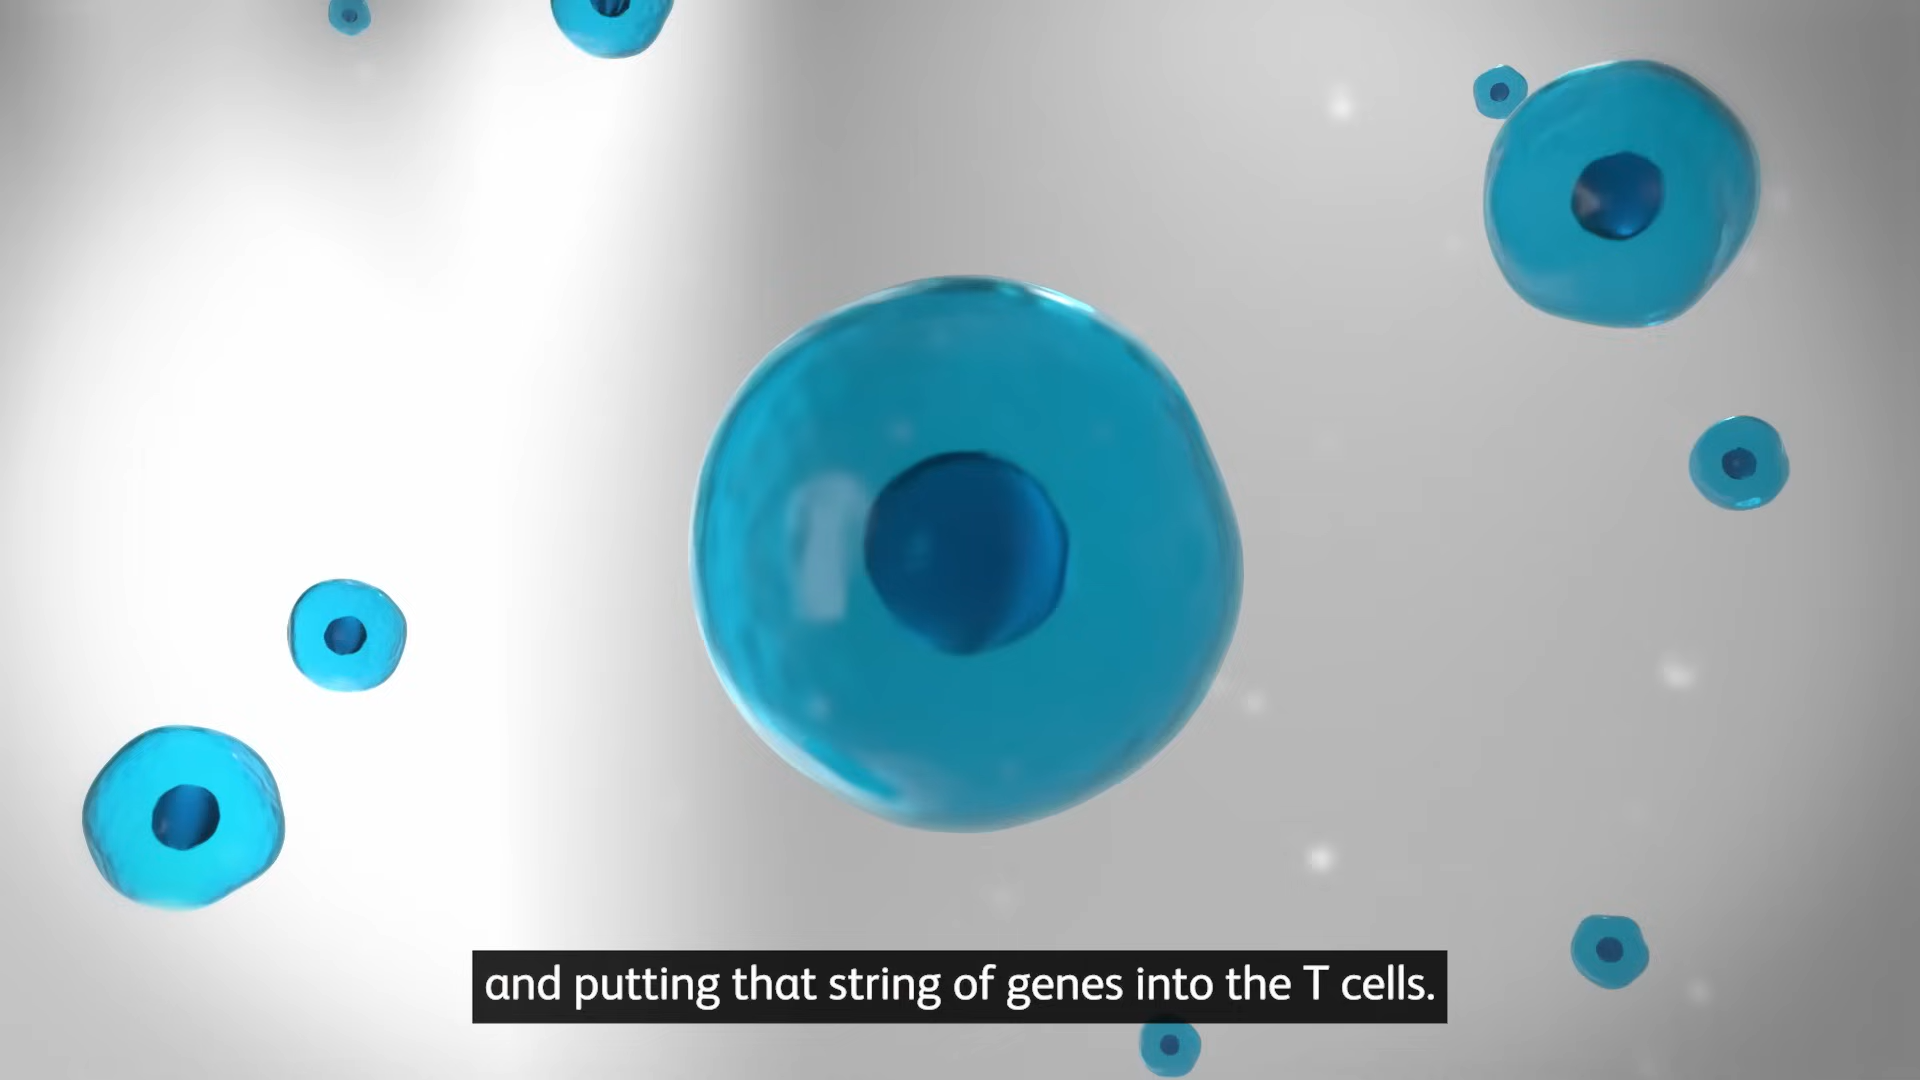 and putting that string of genes into the T cells.